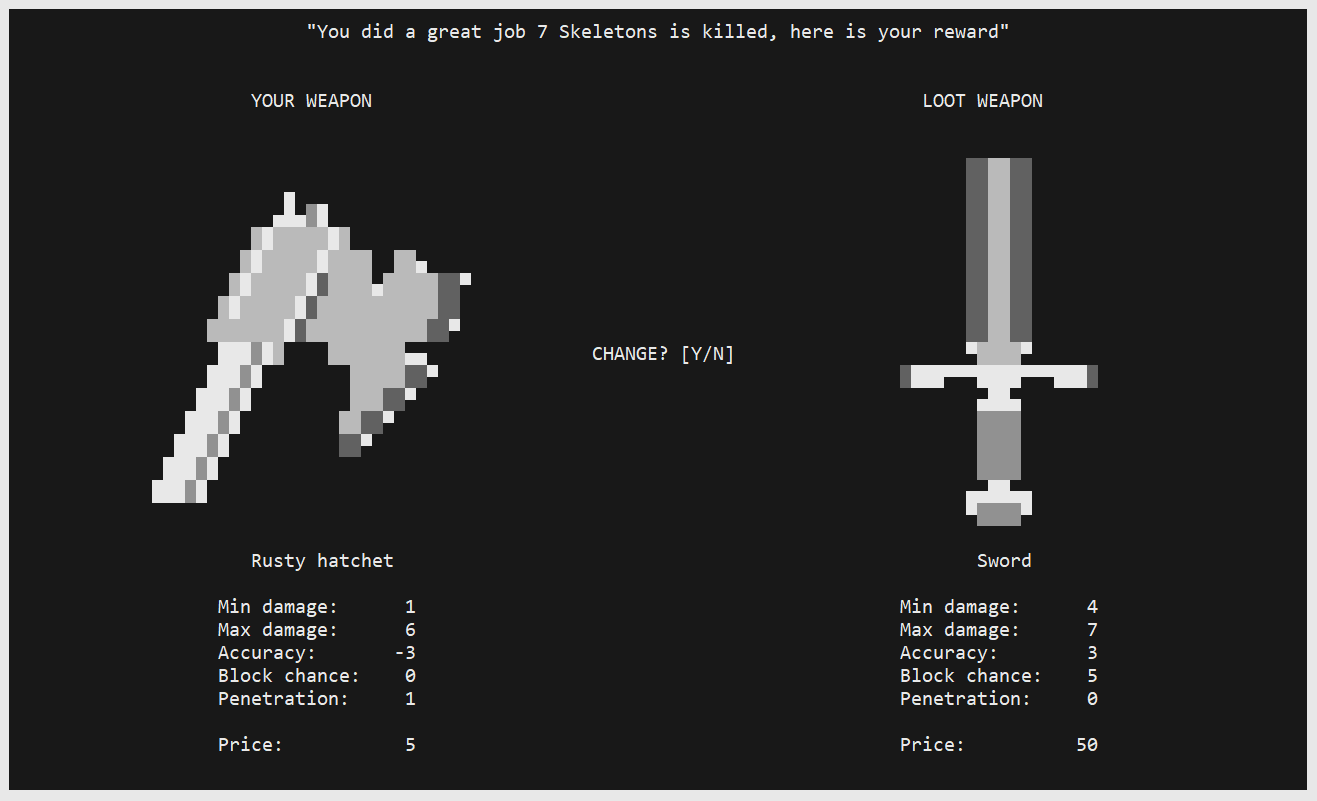 "You did a great job 7 Skeletons is killed, here is your reward"
YOUR WEAPON
LOOT WEAPON
CHANGE? [Y/N]
Rusty hatchet
Min damage: 1
Max damage: 6
Accuracy: -3
Block chance: 0
Penetration: 1
Price: 5
Sword
Min damage: 4
Max damage: 7
Accuracy: 3
Block chance: 5
Penetration: 0
Price: 50